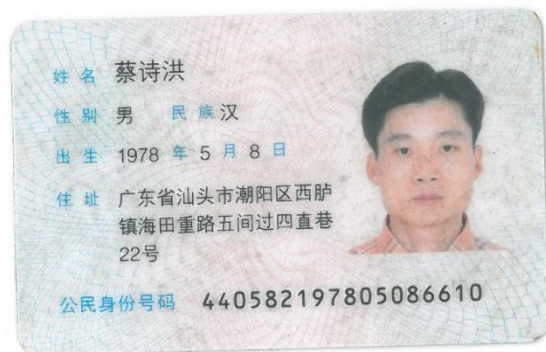 姓名 蔡诗洪
性别 男 民族 汉
出生 1978 年 5 月 8 日
住址 广东省汕头市潮阳区西胪
镇海田重路五间过四直巷
22号
公民身份号码 440582197805086610